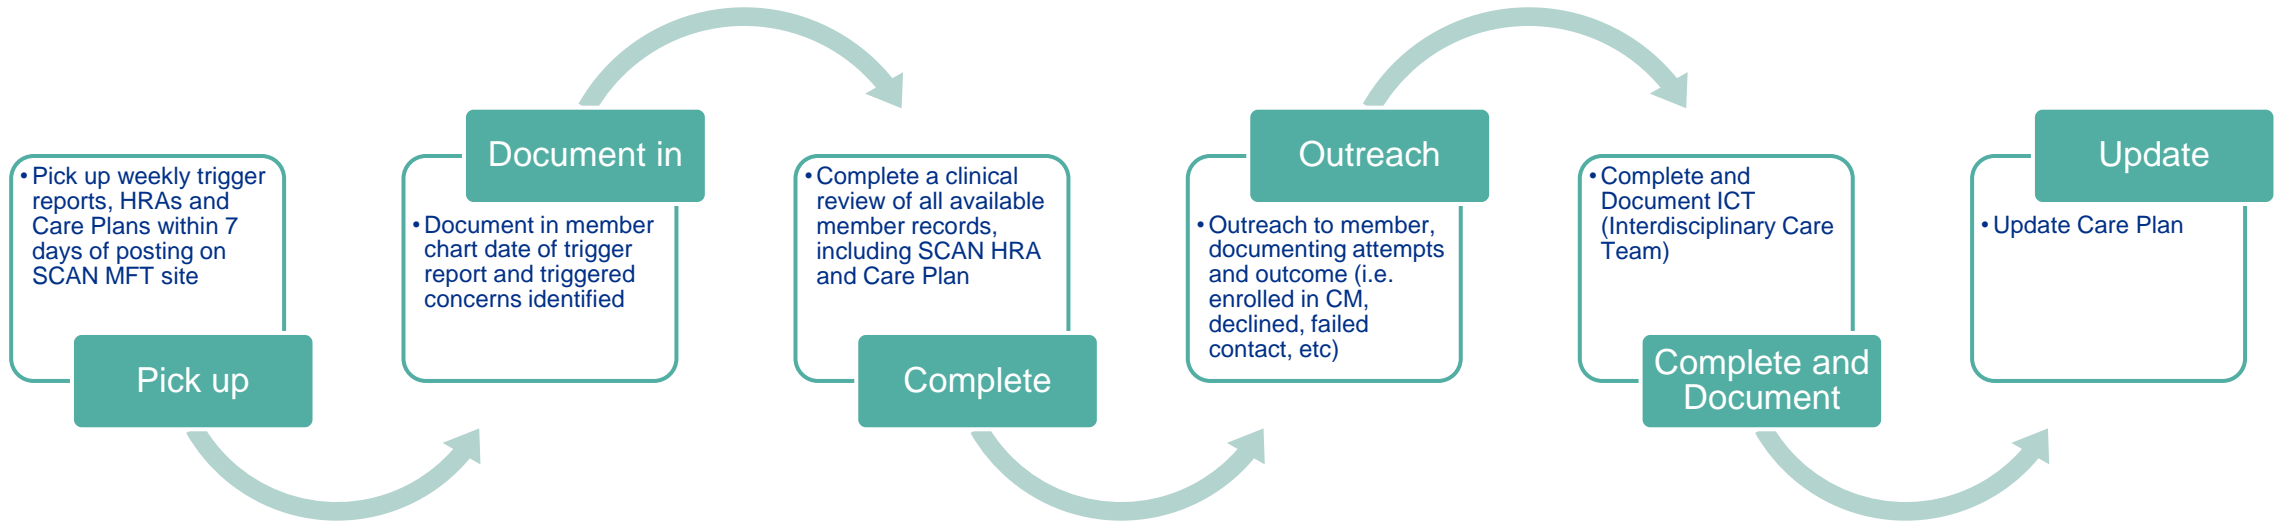 • Pick up weekly trigger
reports, HRAs and
Care Plans within 7
days of posting on
SCAN MFT site
Pick up
Document in
• Document in member
chart date of trigger
report and triggered
concerns identified
• Complete a clinical
review of all available
member records,
including SCAN HRA
and Care Plan
Complete
Outreach
• Outreach to member,
documenting attempts
and outcome (i.e.
enrolled in CM,
declined, failed
contact, etc)
• Complete and
Document ICT
(Interdisciplinary Care
Team)
Complete and
Document
Update
• Update Care Plan